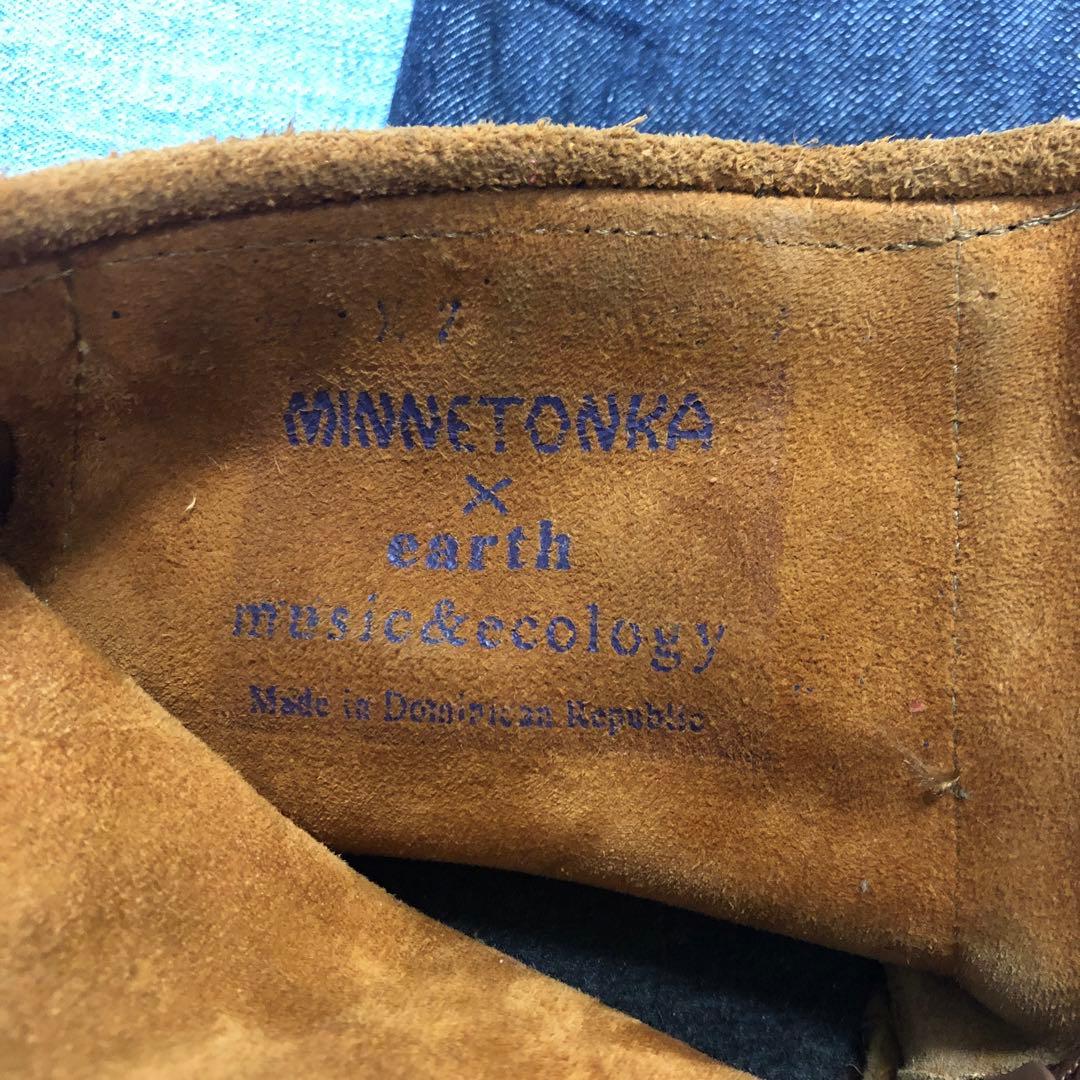 MINNETONKA
×
earth
music&ecology
Made in Dominican Republic